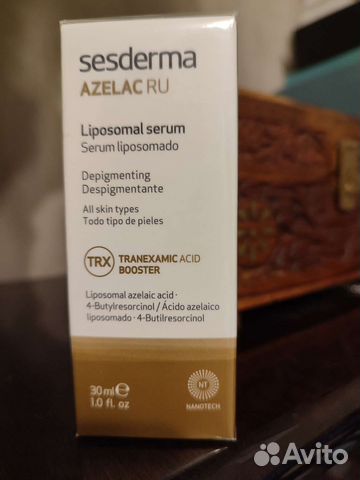 sesderma
AZELAC RU
Liposomal serum
Serum liposomado
Depigmenting
Despigmentante
All skin types
Todo tipo de pieles
TRX TRANEXAMIC ACID
BOOSTER
Liposomal azelaic acid ·
4-Butylresorcinol / Ácido azelaico
liposomado · 4-Butilresorcinol
30 ml e
1.0 fl. oz
NT
NANOTECH
Avito